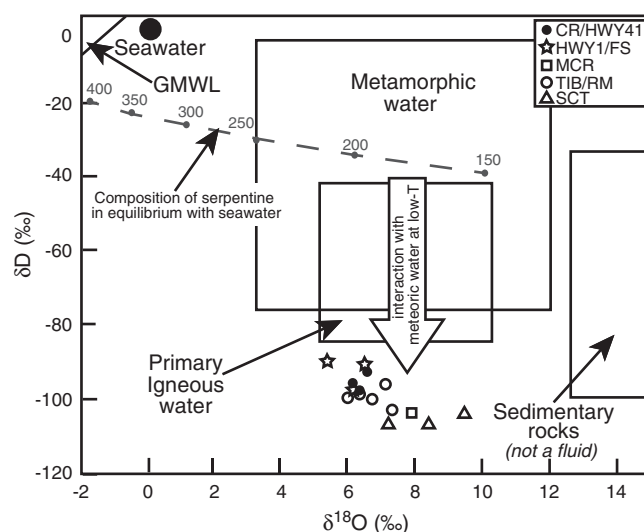 CR/HWY41
HWY1/FS
MCR
TIB/RM
SCT
0
-20
-40
-60
-80
-100
-120
δD (‰)
Seawater
GMWL
Metamorphic
water
400
350
300
250
200
150
Composition of serpentine
in equilibrium with seawater
interaction with
meteoric water at low-T
Primary
Igneous
water
Sedimentary
rocks
(not a fluid)
-2
0
2
4
6
8
10
12
14
δ18O (‰)